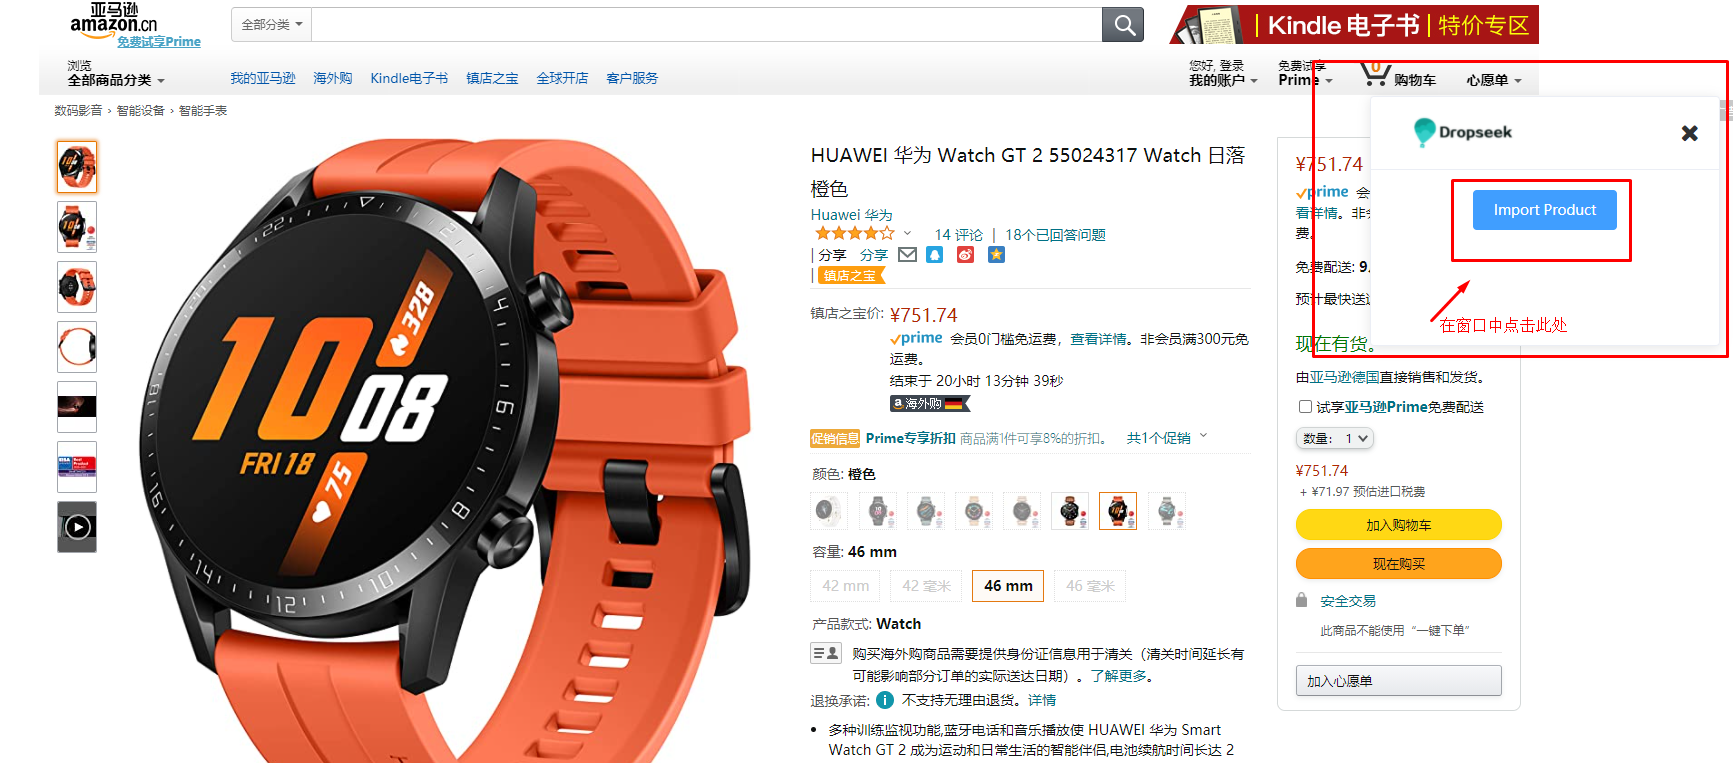 亚马逊
amazon.cn
免费试享Prime
全部分类
Kindle 电子书 | 特价专区
浏览
全部商品分类
我的亚马逊
海外购
Kindle电子书
镇店之宝
全球开店
客户服务
您好, 登录
我的账户
免费试享
Prime
0
购物车
心愿单
数码影音 › 智能设备 › 智能手表
HUAWEI 华为 Watch GT 2 55024317 Watch 日落
橙色
Huawei 华为
14 评论 | 18个已回答问题
| 分享 分享
| 镇店之宝
镇店之宝价: ¥751.74
prime 会员0门槛免运费，查看详情。非会员满300元免
运费。
结束于 20小时 13分钟 39秒
a 海外购
促销信息 Prime专享折扣 商品满1件可享8%的折扣。 共1个促销
颜色: 橙色
容量: 46 mm
42 mm
42 毫米
46 mm
46 毫米
产品款式: Watch
购买海外购商品需要提供身份证信息用于清关（清关时间延长有
可能影响部分订单的实际送达日期）。了解更多。
退换承诺: i 不支持无理由退货。详情
• 多种训练监视功能,蓝牙电话和音乐播放使 HUAWEI 华为 Smart
Watch GT 2 成为运动和日常生活的智能伴侣,电池续航时间长达 2
22
328
10
08
FRI 18
75
4
6
8
10
12
14
16
¥751.74
prime 会
看详情。非会
费。
免费配送: 9.
预计最快送达
现在有货。
由亚马逊德国直接销售和发货。
试享亚马逊Prime免费配送
数量: 1
¥751.74
+ ¥71.97 预估进口税费
加入购物车
现在购买
安全交易
此商品不能使用“一键下单”
加入心愿单
Dropseek
Import Product
在窗口中点击此处